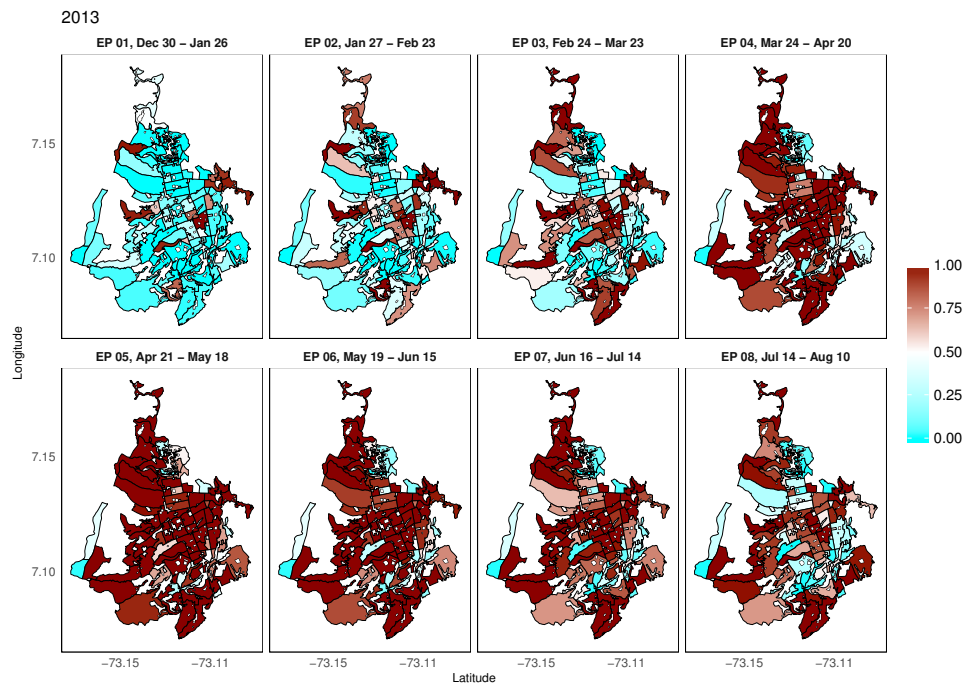 2013
EP 01, Dec 30 − Jan 26
EP 02, Jan 27 − Feb 23
EP 03, Feb 24 − Mar 23
EP 04, Mar 24 − Apr 20
7.15
7.10
1.00
0.75
0.50
0.25
0.00
Longitude
EP 05, Apr 21 − May 18
EP 06, May 19 − Jun 15
EP 07, Jun 16 − Jul 14
EP 08, Jul 14 − Aug 10
7.15
7.10
−73.15
−73.11
−73.15
−73.11
−73.15
−73.11
−73.15
−73.11
Latitude